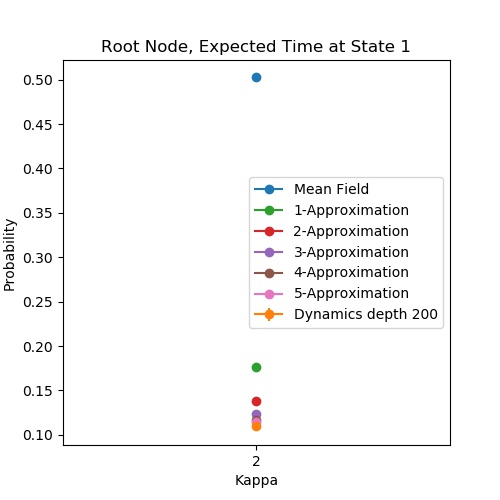 Root Node, Expected Time at State 1
0.50
0.45
0.40
0.35
0.30
0.25
0.20
0.15
0.10
Probability
Mean Field
1-Approximation
2-Approximation
3-Approximation
4-Approximation
5-Approximation
Dynamics depth 200
2
Kappa